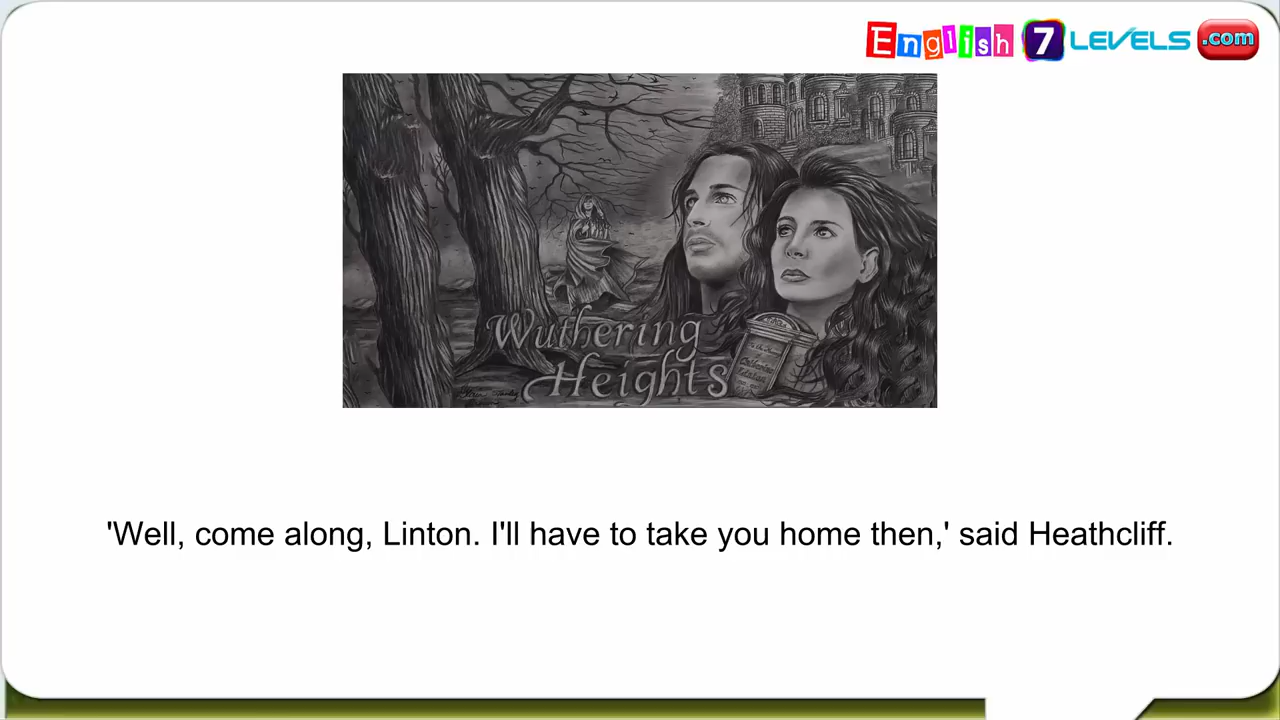 English 7 LEVELS .com
Wuthering
Heights
'Well, come along, Linton. I'll have to take you home then,' said Heathcliff.